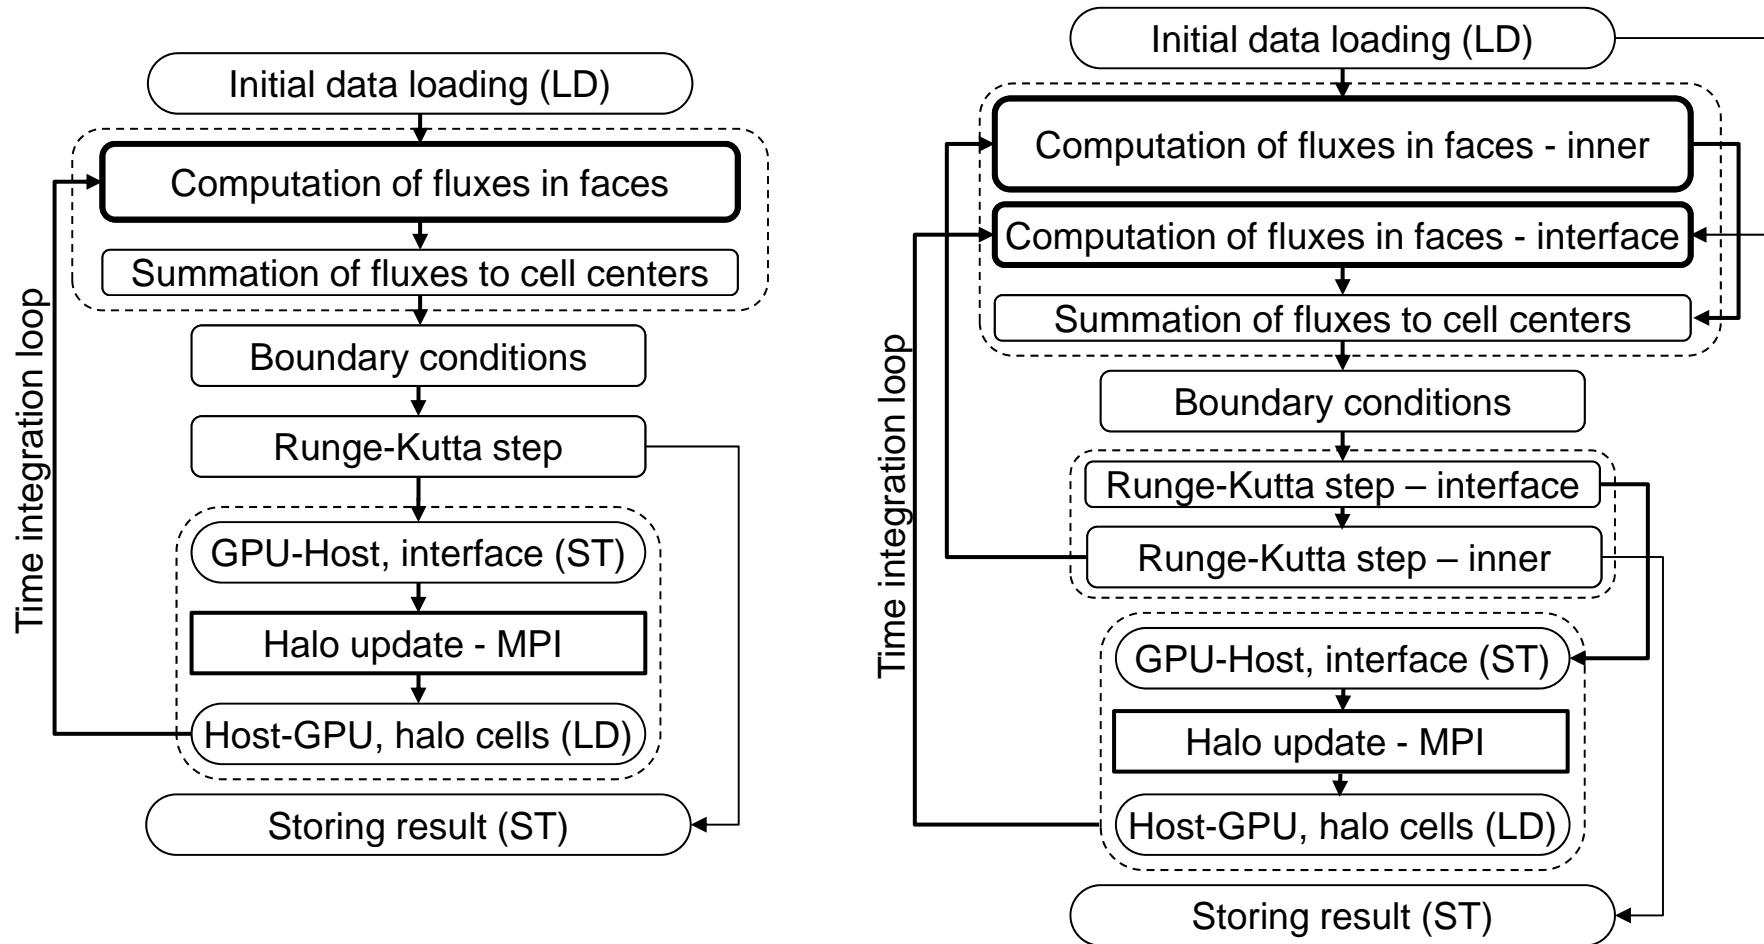 Initial data loading (LD)
Computation of fluxes in faces
Summation of fluxes to cell centers
Boundary conditions
Runge-Kutta step
GPU-Host, interface (ST)
Halo update - MPI
Host-GPU, halo cells (LD)
Storing result (ST)
Time integration loop
Initial data loading (LD)
Computation of fluxes in faces - inner
Computation of fluxes in faces - interface
Summation of fluxes to cell centers
Boundary conditions
Runge-Kutta step – interface
Runge-Kutta step – inner
GPU-Host, interface (ST)
Halo update - MPI
Host-GPU, halo cells (LD)
Storing result (ST)
Time integration loop